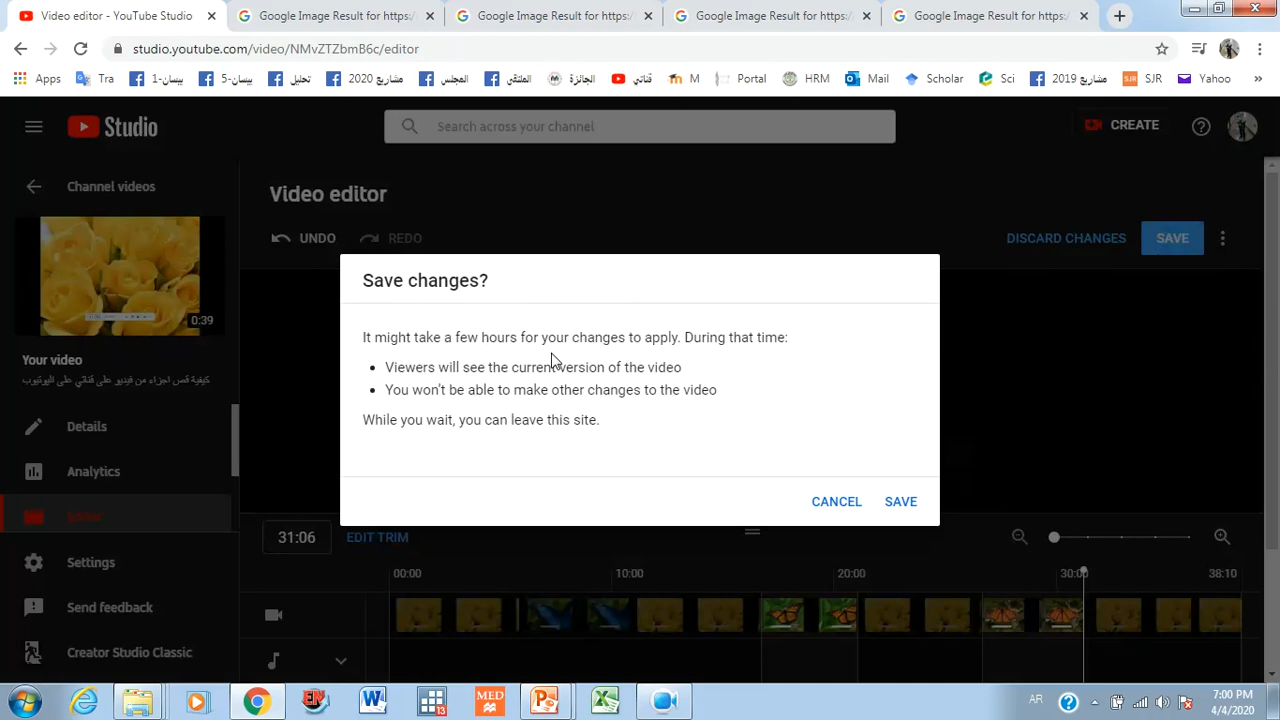 Video editor - YouTube Studio
Google Image Result for https:/
Google Image Result for https:/
Google Image Result for https:/
Google Image Result for https:/
studio.youtube.com/video/NMvZTZbmB6c/editor
Apps
Tra
بيسان-1
بيسان-5
تحليل
مشاريع 2020
المجلس
الملتقي
الجائزة
قناتي
M
Portal
HRM
Mail
Scholar
Sci
مشاريع 2019
SJR
Yahoo
»
Studio
Search across your channel
CREATE
Channel videos
Video editor
UNDO
REDO
DISCARD CHANGES
SAVE
0:39
Your video
كيفية قص اجزاء من فيديو على قناتي على اليوتيوب
Details
Analytics
Editor
Settings
Send feedback
Creator Studio Classic
Save changes?
It might take a few hours for your changes to apply. During that time:
• Viewers will see the current version of the video
• You won't be able to make other changes to the video
While you wait, you can leave this site.
CANCEL
SAVE
31:06
EDIT TRIM
00:00
10:00
20:00
30:00
38:10
AR
7:00 PM
4/4/2020